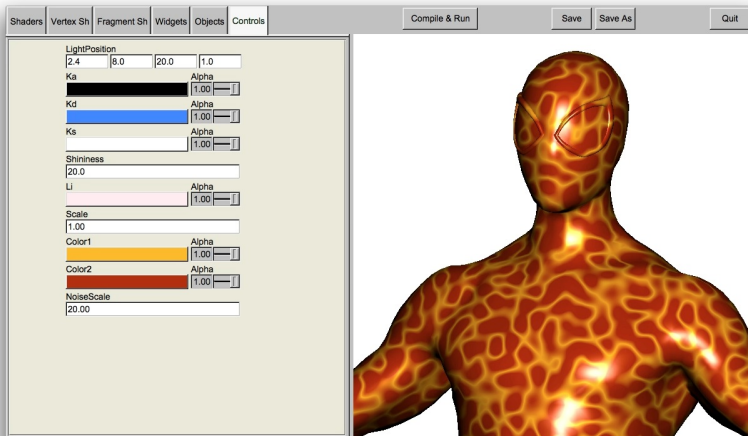 Shaders Vertex Sh Fragment Sh Widgets Objects Controls Compile & Run Save Save As Quit
LightPosition
2.4 8.0 20.0 1.0
Ka Alpha
1.00
Kd Alpha
1.00
Ks Alpha
1.00
Shininess
20.0
Li Alpha
1.00
Scale
1.00
Color1 Alpha
1.00
Color2 Alpha
1.00
NoiseScale
20.00